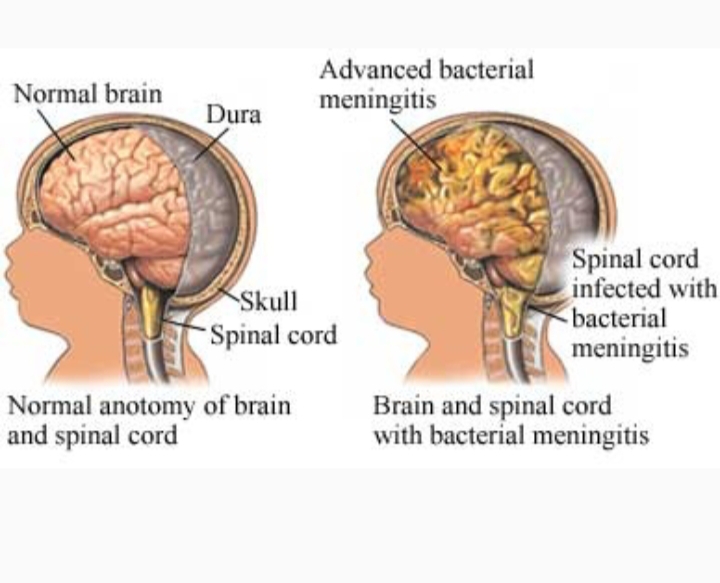 Normal brain
Dura
Skull
Spinal cord
Normal anotomy of brain
and spinal cord
Advanced bacterial
meningitis
Spinal cord
infected with
bacterial
meningitis
Brain and spinal cord
with bacterial meningitis